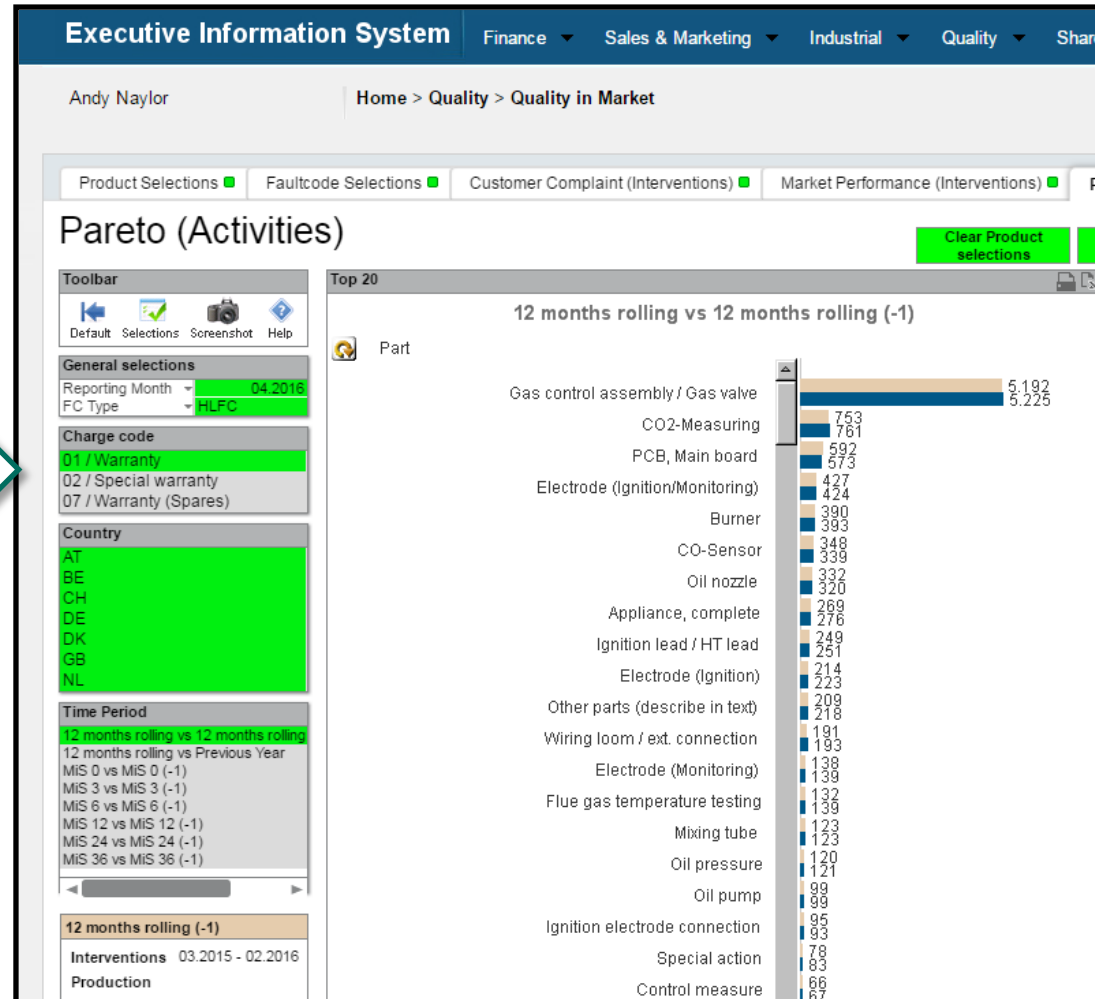 Executive Information System Finance Sales & Marketing Industrial Quality
Andy Naylor Home > Quality > Quality in Market
Product Selections Faultcode Selections Customer Complaint (Interventions) Market Performance (Interventions)
Pareto (Activities)
Clear Product
selections
Toolbar
Default Selections Screenshot Help
General selections
Reporting Month 04.2016
FC Type HLFC
Charge code
01 / Warranty
02 / Special warranty
07 / Warranty (Spares)
Country
AT
BE
CH
DE
DK
GB
NL
Time Period
12 months rolling vs 12 months rolling
12 months rolling vs Previous Year
MiS 0 vs MiS 0 (-1)
MiS 3 vs MiS 3 (-1)
MiS 6 vs MiS 6 (-1)
MiS 12 vs MiS 12 (-1)
MiS 24 vs MiS 24 (-1)
MiS 36 vs MiS 36 (-1)
12 months rolling (-1)
Interventions 03.2015 - 02.2016
Production
Top 20
12 months rolling vs 12 months rolling (-1)
Part
Gas control assembly / Gas valve 5.192
5.225
CO2-Measuring 753
761
PCB, Main board 592
573
Electrode (Ignition/Monitoring) 427
424
Burner 390
393
CO-Sensor 348
339
Oil nozzle 332
320
Appliance, complete 269
276
Ignition lead / HT lead 249
251
Electrode (Ignition) 214
223
Other parts (describe in text) 209
218
Wiring loom / ext. connection 191
193
Electrode (Monitoring) 138
139
Flue gas temperature testing 132
139
Mixing tube 123
123
Oil pressure 120
121
Oil pump 99
99
Ignition electrode connection 95
93
Special action 78
83
Control measure 66
67